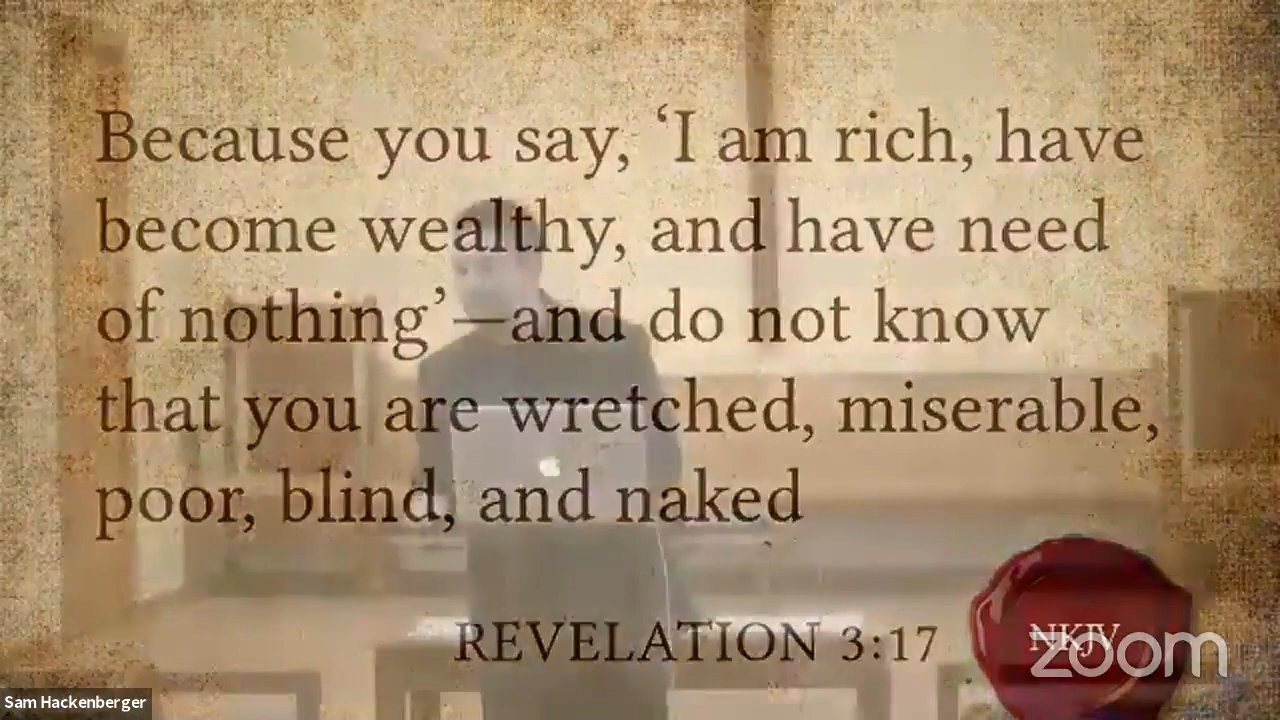 Because you say, ‘I am rich, have
become wealthy, and have need
of nothing’—and do not know
that you are wretched, miserable,
poor, blind, and naked
REVELATION 3:17
NKJV
zoom
Sam Hackenberger